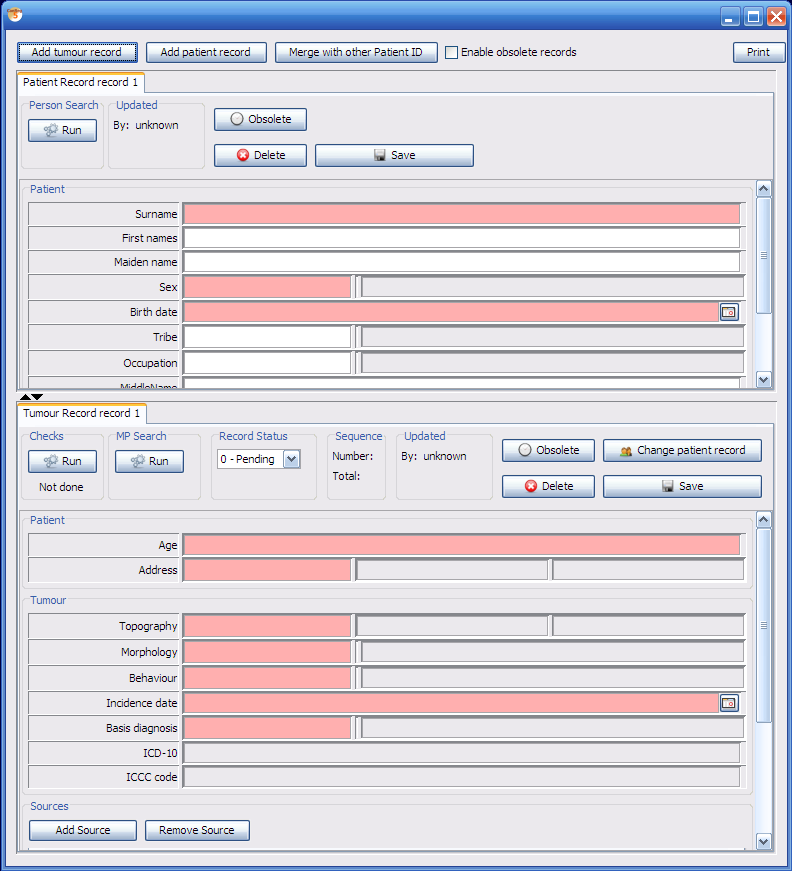 5
Add tumour record Add patient record Merge with other Patient ID Enable obsolete records Print
Patient Record record 1
Person Search Updated
By: unknown Obsolete
Run
Delete Save
Patient
Surname
First names
Maiden name
Sex
Birth date
Tribe
Occupation
MiddleName
Tumour Record record 1
Checks MP Search Record Status Sequence Updated
Run Run 0 - Pending Number: By: unknown Obsolete Change patient record
Not done Total: Delete Save
Patient
Age
Address
Tumour
Topography
Morphology
Behaviour
Incidence date
Basis diagnosis
ICD-10
ICCC code
Sources
Add Source Remove Source